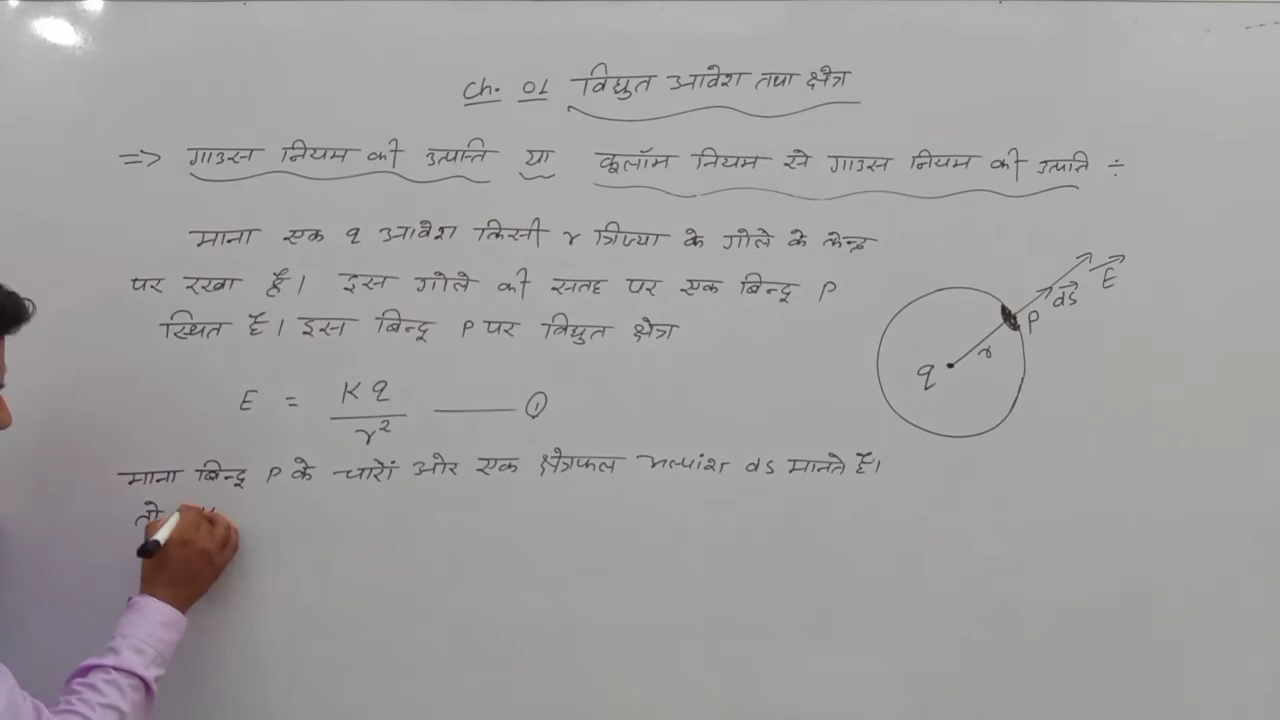 Ch. 01 विद्युत आवेश तथा क्षेत्र
=> गाउस नियम की उत्पत्ति या कूलॉम नियम से गाउस नियम की उत्पति ÷
माना एक q आवेश किसी r त्रिज्या के गोले के केन्द्र
पर रखा है। इस गोले की सतह पर एक बिन्दू P
स्थित है। इस बिन्दू P पर विद्युत क्षेत्र
E = Kq / r² —— ①
माना बिन्दू P के चारों ओर एक क्षेत्रफल अल्पांश ds मानते है।
तो
q
r
P
ds
E